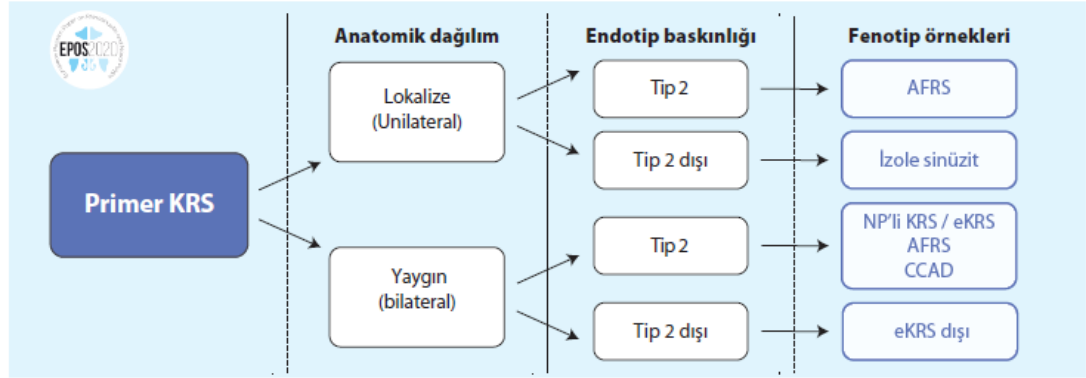 EPOS2020
Anatomik dağılım
Endotip baskınlığı
Fenotip örnekleri
Primer KRS
Lokalize
(Unilateral)
Tip 2
AFRS
Tip 2 dışı
İzole sinüzit
Yaygın
(bilateral)
Tip 2
NP'li KRS / eKRS
AFRS
CCAD
Tip 2 dışı
eKRS dışı